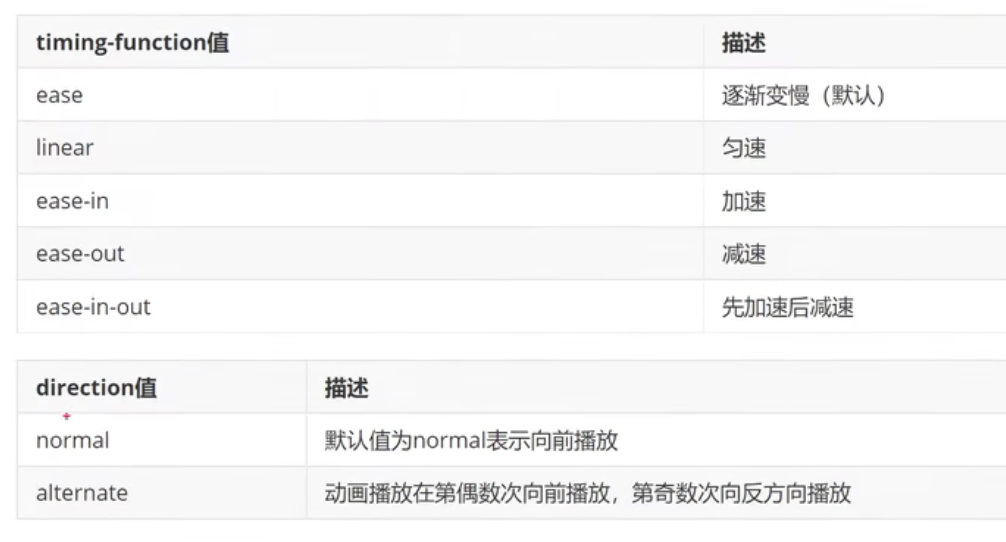 timing-function值 描述
ease 逐渐变慢（默认）
linear 匀速
ease-in 加速
ease-out 减速
ease-in-out 先加速后减速
direction值 描述
normal 默认值为normal表示向前播放
alternate 动画播放在第偶数次向前播放，第奇数次向反方向播放